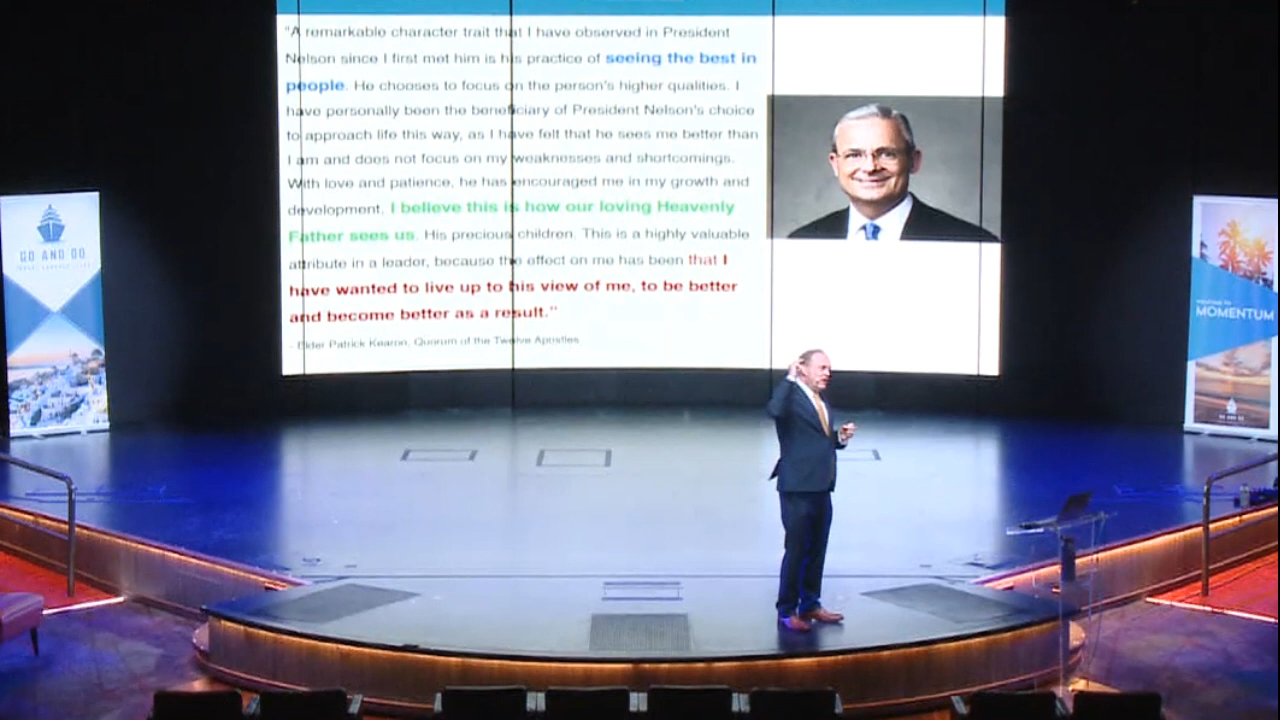 "A remarkable character trait that I have observed in President
Nelson since I first met him is his practice of seeing the best in
people. He chooses to focus on the person's higher qualities. I
have personally been the beneficiary of President Nelson's choice
to approach life this way, as I have felt that he sees me better than
I am and does not focus on my weaknesses and shortcomings.
With love and patience, he has encouraged me in my growth and
development. I believe this is how our loving Heavenly
Father sees us. His precious children. This is a highly valuable
attribute in a leader, because the effect on me has been that I
have wanted to live up to his view of me, to be better
and become better as a result."
- Elder Patrick Kearon, Quorum of the Twelve Apostles
GO AND DO
MOMENTUM
GO AND DO